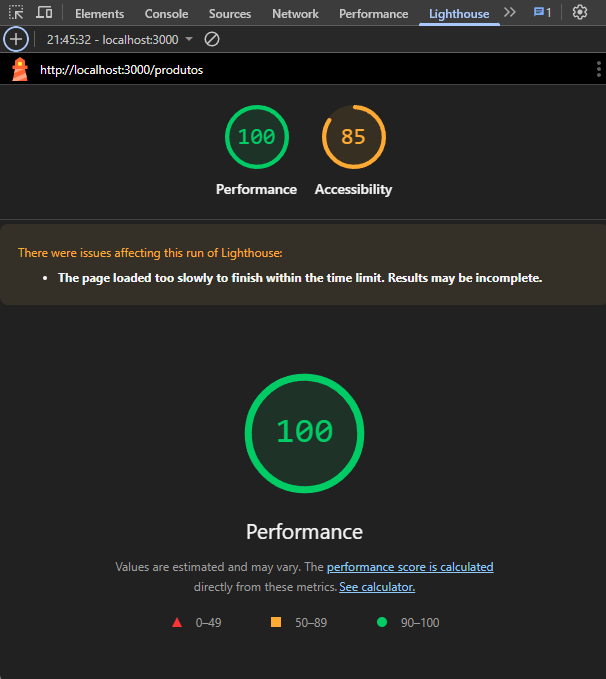 Elements Console Sources Network Performance Lighthouse 1
21:45:32 - localhost:3000
http://localhost:3000/produtos
100 85
Performance Accessibility
There were issues affecting this run of Lighthouse:
• The page loaded too slowly to finish within the time limit. Results may be incomplete.
100
Performance
Values are estimated and may vary. The performance score is calculated
directly from these metrics. See calculator.
0–49 50–89 90–100